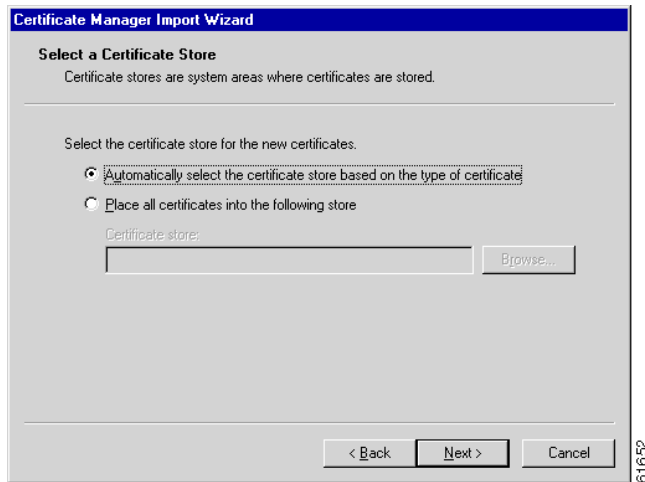 Certificate Manager Import Wizard
Select a Certificate Store
Certificate stores are system areas where certificates are stored.
Select the certificate store for the new certificates.
Automatically select the certificate store based on the type of certificate
Place all certificates into the following store
Certificate store:
Browse...
< Back Next > Cancel
61652